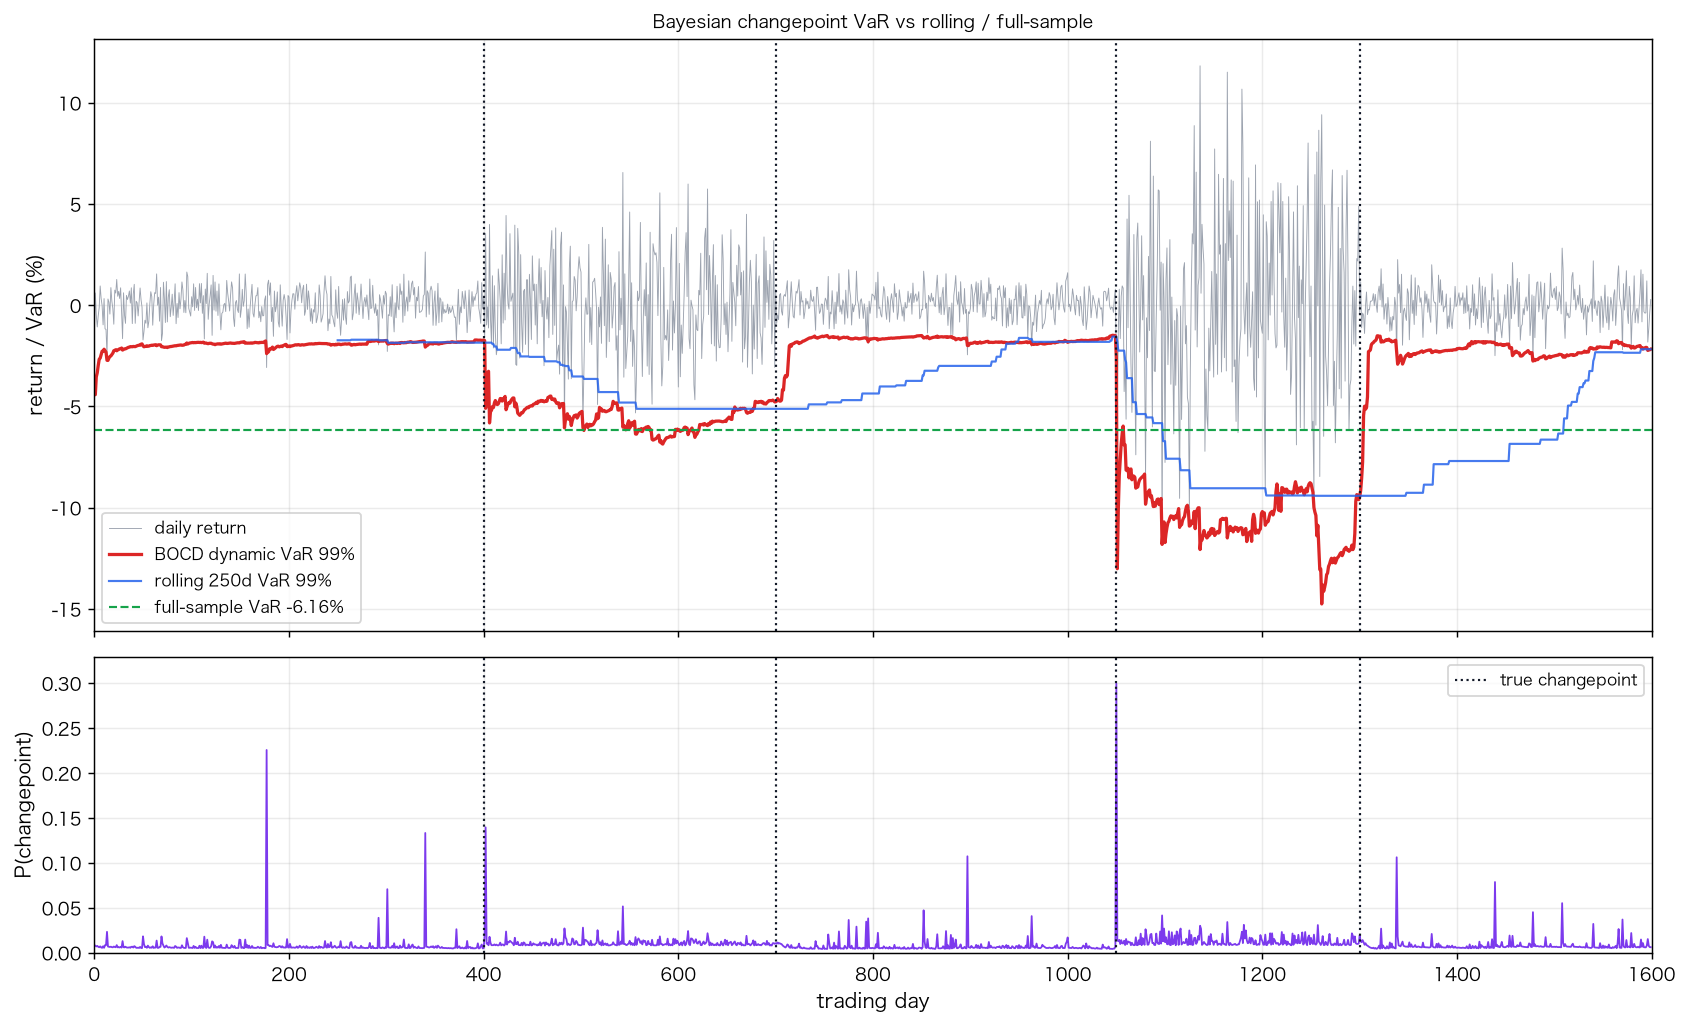 Bayesian changepoint VaR vs rolling / full-sample
return / VaR (%)
10
5
0
-5
-10
-15
daily return
BOCD dynamic VaR 99%
rolling 250d VaR 99%
full-sample VaR -6.16%
P(changepoint)
0.30
0.25
0.20
0.15
0.10
0.05
0.00
true changepoint
0 200 400 600 800 1000 1200 1400 1600
trading day